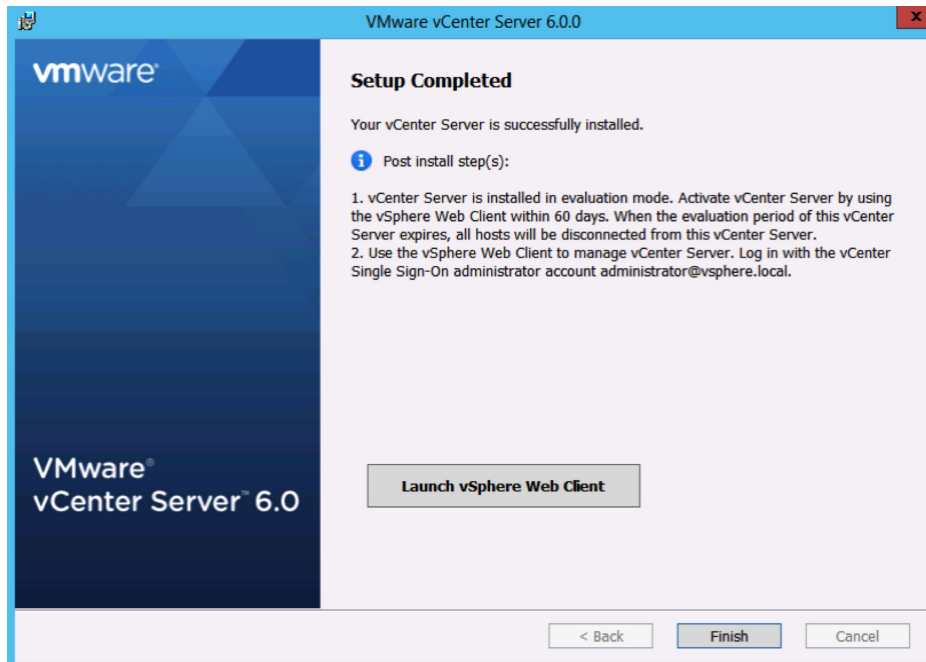 VMware vCenter Server 6.0.0
x
vmware®
Setup Completed
Your vCenter Server is successfully installed.
i
Post install step(s):
1. vCenter Server is installed in evaluation mode. Activate vCenter Server by using
the vSphere Web Client within 60 days. When the evaluation period of this vCenter
Server expires, all hosts will be disconnected from this vCenter Server.
2. Use the vSphere Web Client to manage vCenter Server. Log in with the vCenter
Single Sign-On administrator account administrator@vsphere.local.
VMware®
vCenter Server™ 6.0
Launch vSphere Web Client
< Back
Finish
Cancel